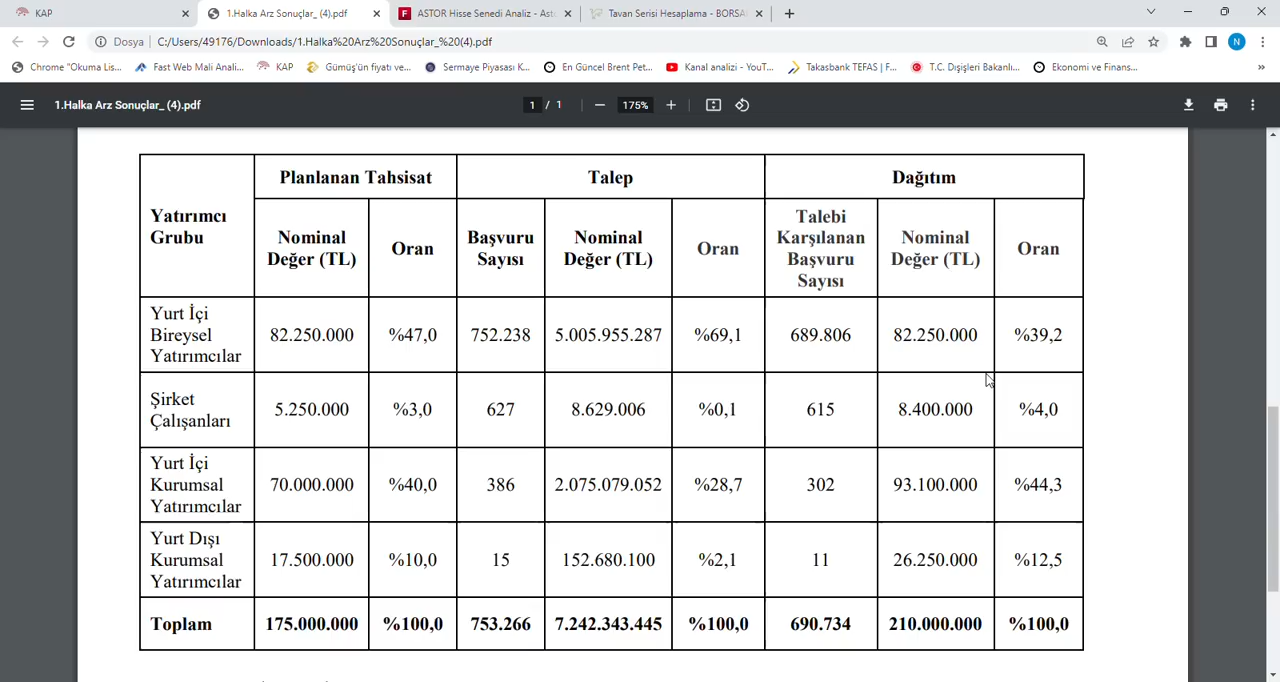 KAP
1.Halka Arz Sonuçlar_ (4).pdf
ASTOR Hisse Senedi Analiz - Ast
Tavan Serisi Hesaplama - BORSA
Dosya
C:/Users/49176/Downloads/1.Halka%20Arz%20Sonuçlar_%20(4).pdf
N
Chrome "Okuma Lis...
Fast Web Mali Anali...
KAP
Gümüş'ün fiyatı ve...
Sermaye Piyasası K...
En Güncel Brent Pet...
Kanal analizi - YouT...
Takasbank TEFAS | F...
T.C. Dışişleri Bakanlı...
Ekonomi ve Finans...
1.Halka Arz Sonuçlar_ (4).pdf
1 / 1
175%
Yatırımcı
Grubu
Planlanan Tahsisat
Talep
Dağıtım
Nominal
Değer (TL)
Oran
Başvuru
Sayısı
Nominal
Değer (TL)
Oran
Talebi
Karşılanan
Başvuru
Sayısı
Nominal
Değer (TL)
Oran
Yurt İçi
Bireysel
Yatırımcılar
82.250.000
%47,0
752.238
5.005.955.287
%69,1
689.806
82.250.000
%39,2
Şirket
Çalışanları
5.250.000
%3,0
627
8.629.006
%0,1
615
8.400.000
%4,0
Yurt İçi
Kurumsal
Yatırımcılar
70.000.000
%40,0
386
2.075.079.052
%28,7
302
93.100.000
%44,3
Yurt Dışı
Kurumsal
Yatırımcılar
17.500.000
%10,0
15
152.680.100
%2,1
11
26.250.000
%12,5
Toplam
175.000.000
%100,0
753.266
7.242.343.445
%100,0
690.734
210.000.000
%100,0